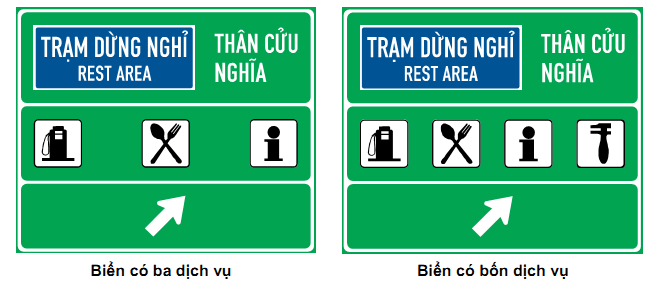 TRẠM DỪNG NGHỈ
REST AREA
THÂN CỬU
NGHĨA
Biển có ba dịch vụ
TRẠM DỪNG NGHỈ
REST AREA
THÂN CỬU
NGHĨA
Biển có bốn dịch vụ